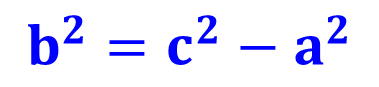 b² = c² − a²